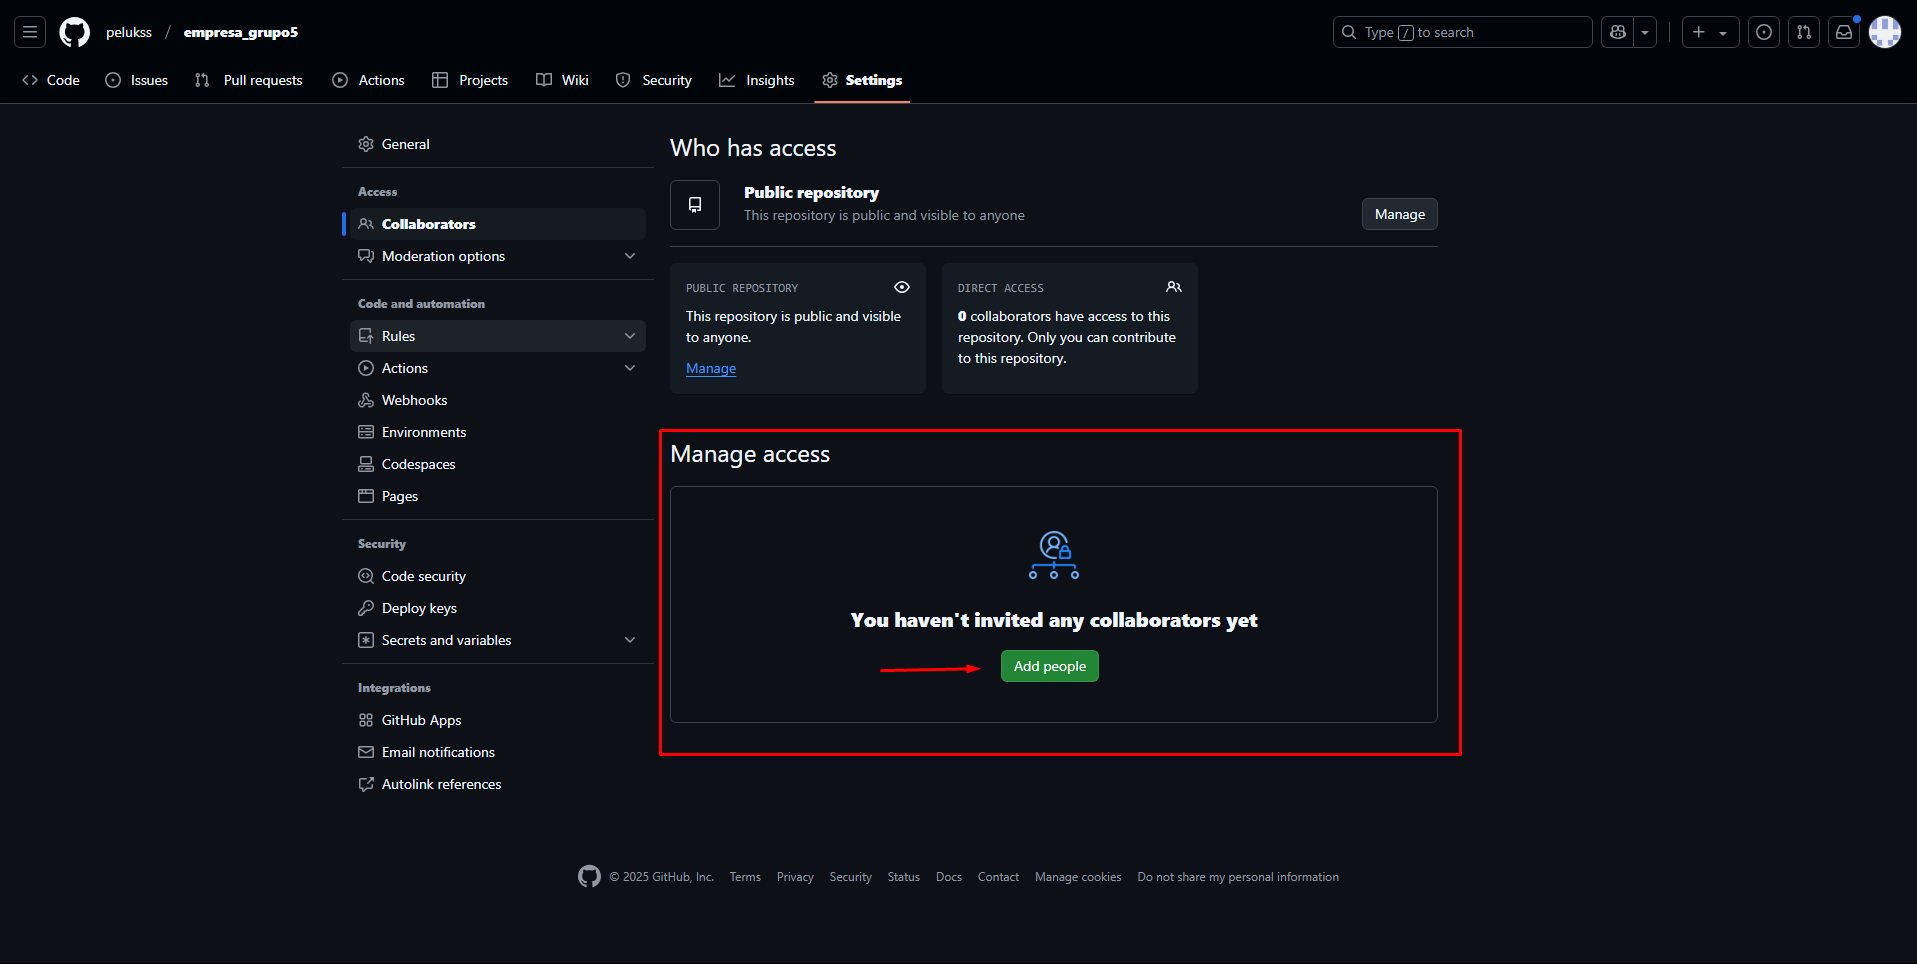 pelukss / empresa_grupo5
Type / to search
Code Issues Pull requests Actions Projects Wiki Security Insights Settings
General
Access
Collaborators
Moderation options
Code and automation
Rules
Actions
Webhooks
Environments
Codespaces
Pages
Security
Code security
Deploy keys
Secrets and variables
Integrations
GitHub Apps
Email notifications
Autolink references
Who has access
Public repository
This repository is public and visible to anyone
Manage
PUBLIC REPOSITORY
This repository is public and visible
to anyone.
Manage
DIRECT ACCESS
0 collaborators have access to this
repository. Only you can contribute
to this repository.
Manage access
You haven't invited any collaborators yet
Add people
© 2025 GitHub, Inc. Terms Privacy Security Status Docs Contact Manage cookies Do not share my personal information